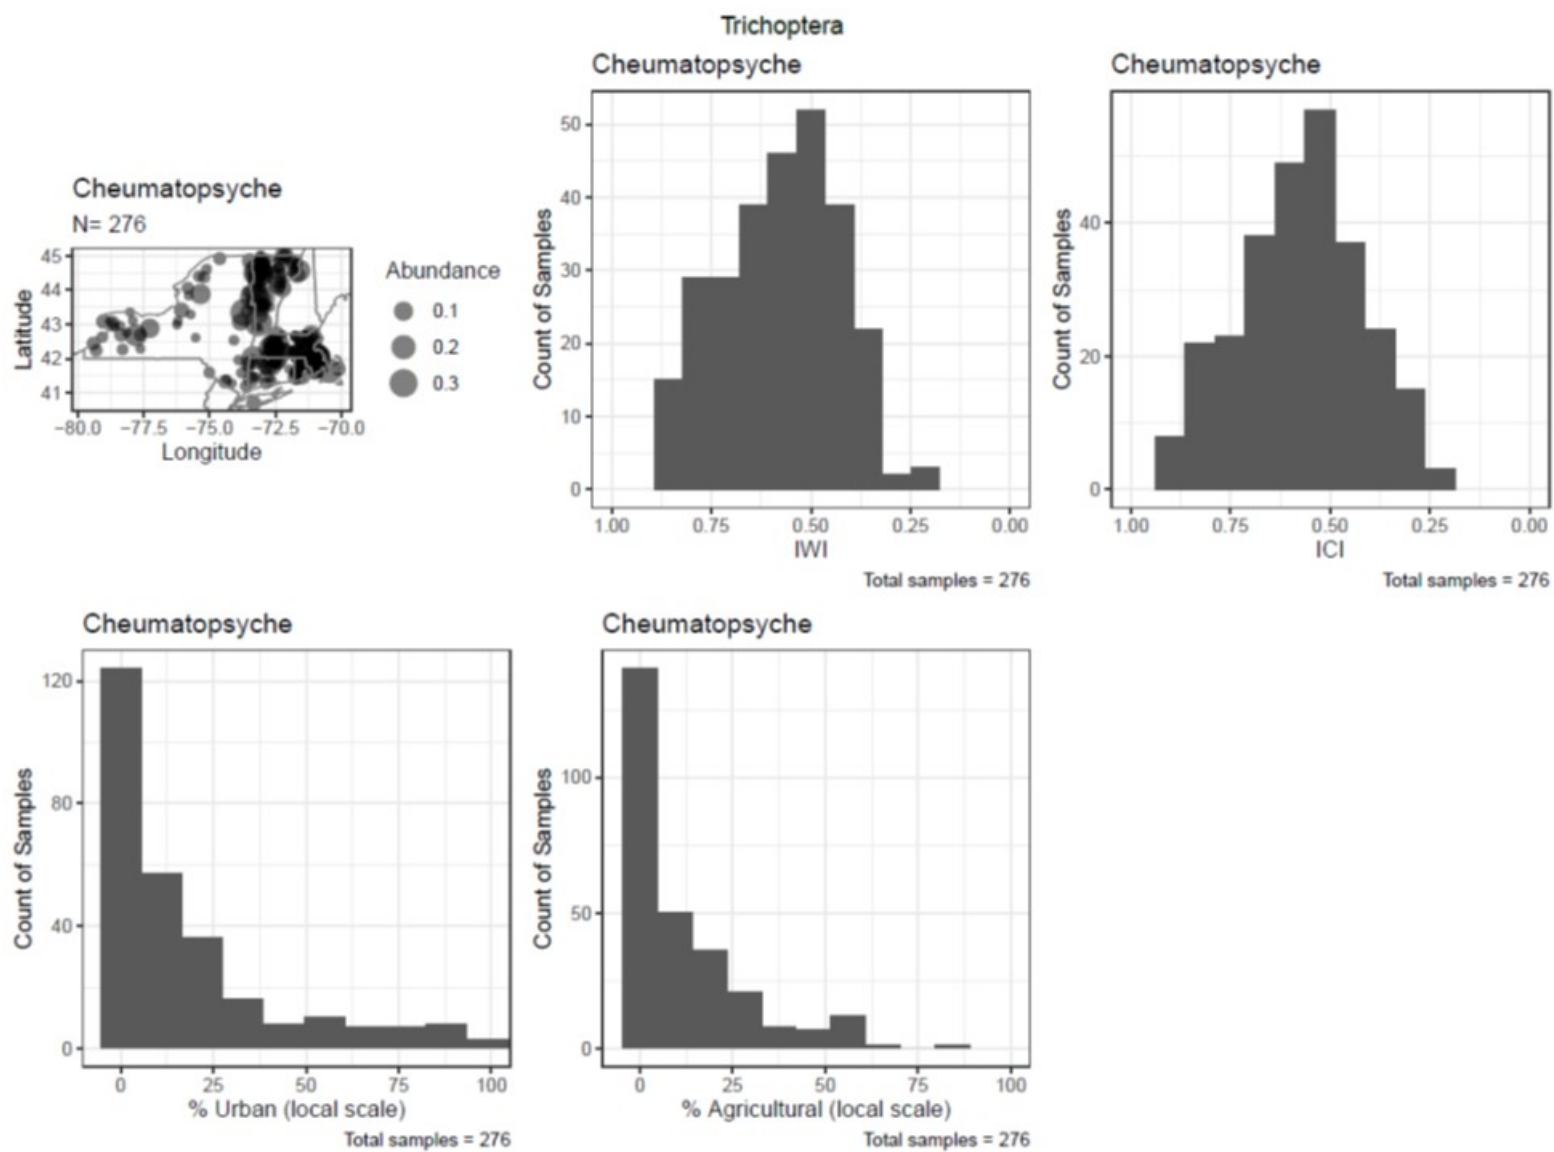 Trichoptera
Cheumatopsyche
N= 276
45
44
43
42
41
Latitude
−80.0 −77.5 −75.0 −72.5 −70.0
Longitude
Abundance
0.1
0.2
0.3
Cheumatopsyche
50
40
30
20
10
0
Count of Samples
1.00 0.75 0.50 0.25 0.00
IWI
Total samples = 276
Cheumatopsyche
40
20
0
Count of Samples
1.00 0.75 0.50 0.25 0.00
ICI
Total samples = 276
Cheumatopsyche
120
80
40
0
Count of Samples
0 25 50 75 100
% Urban (local scale)
Total samples = 276
Cheumatopsyche
100
50
0
Count of Samples
0 25 50 75 100
% Agricultural (local scale)
Total samples = 276